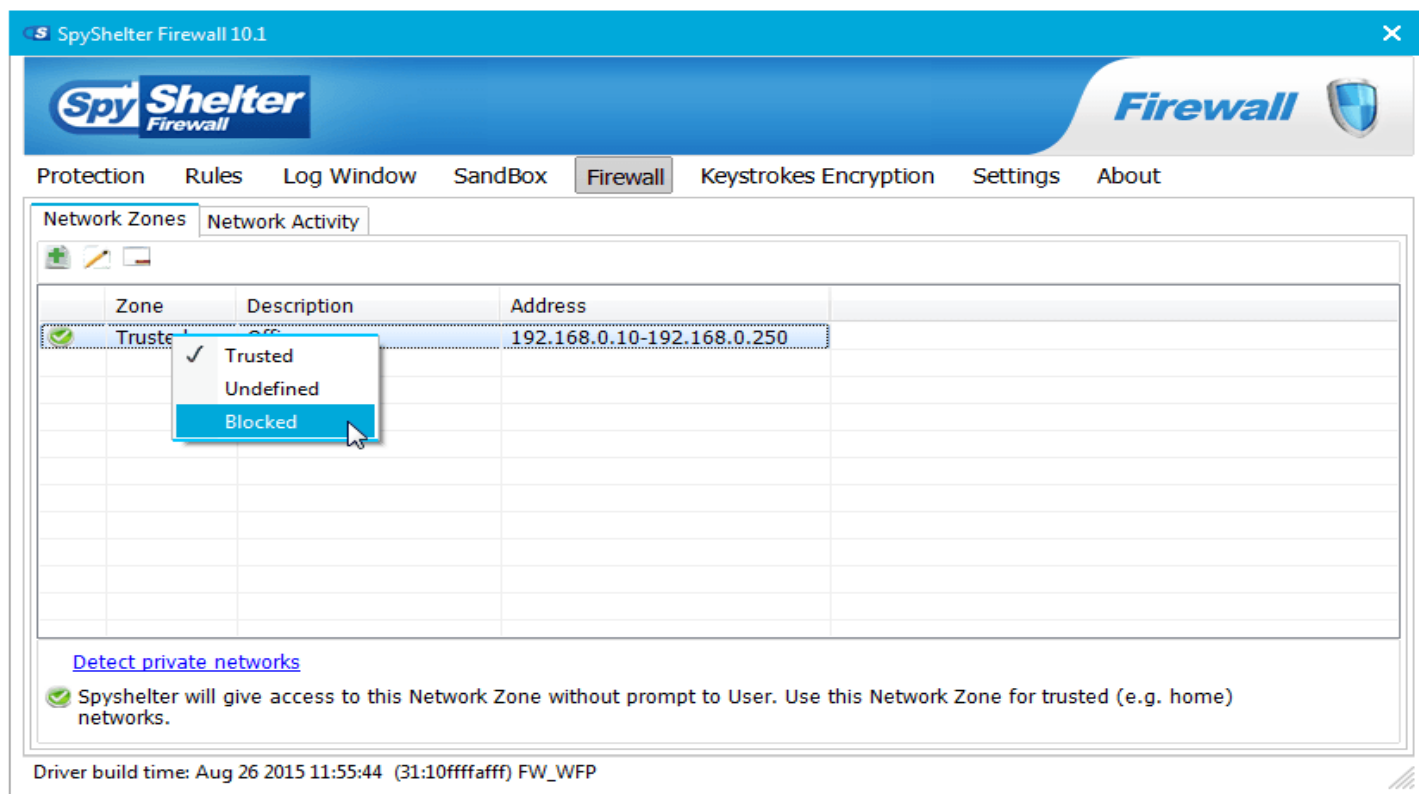 SpyShelter Firewall 10.1
Spy Shelter
Firewall
Firewall
Protection Rules Log Window SandBox Firewall Keystrokes Encryption Settings About
Network Zones Network Activity
Zone Description Address
192.168.0.10-192.168.0.250
Trusted
Undefined
Blocked
Detect private networks
Spyshelter will give access to this Network Zone without prompt to User. Use this Network Zone for trusted (e.g. home)
networks.
Driver build time: Aug 26 2015 11:55:44 (31:10ffffafff) FW_WFP